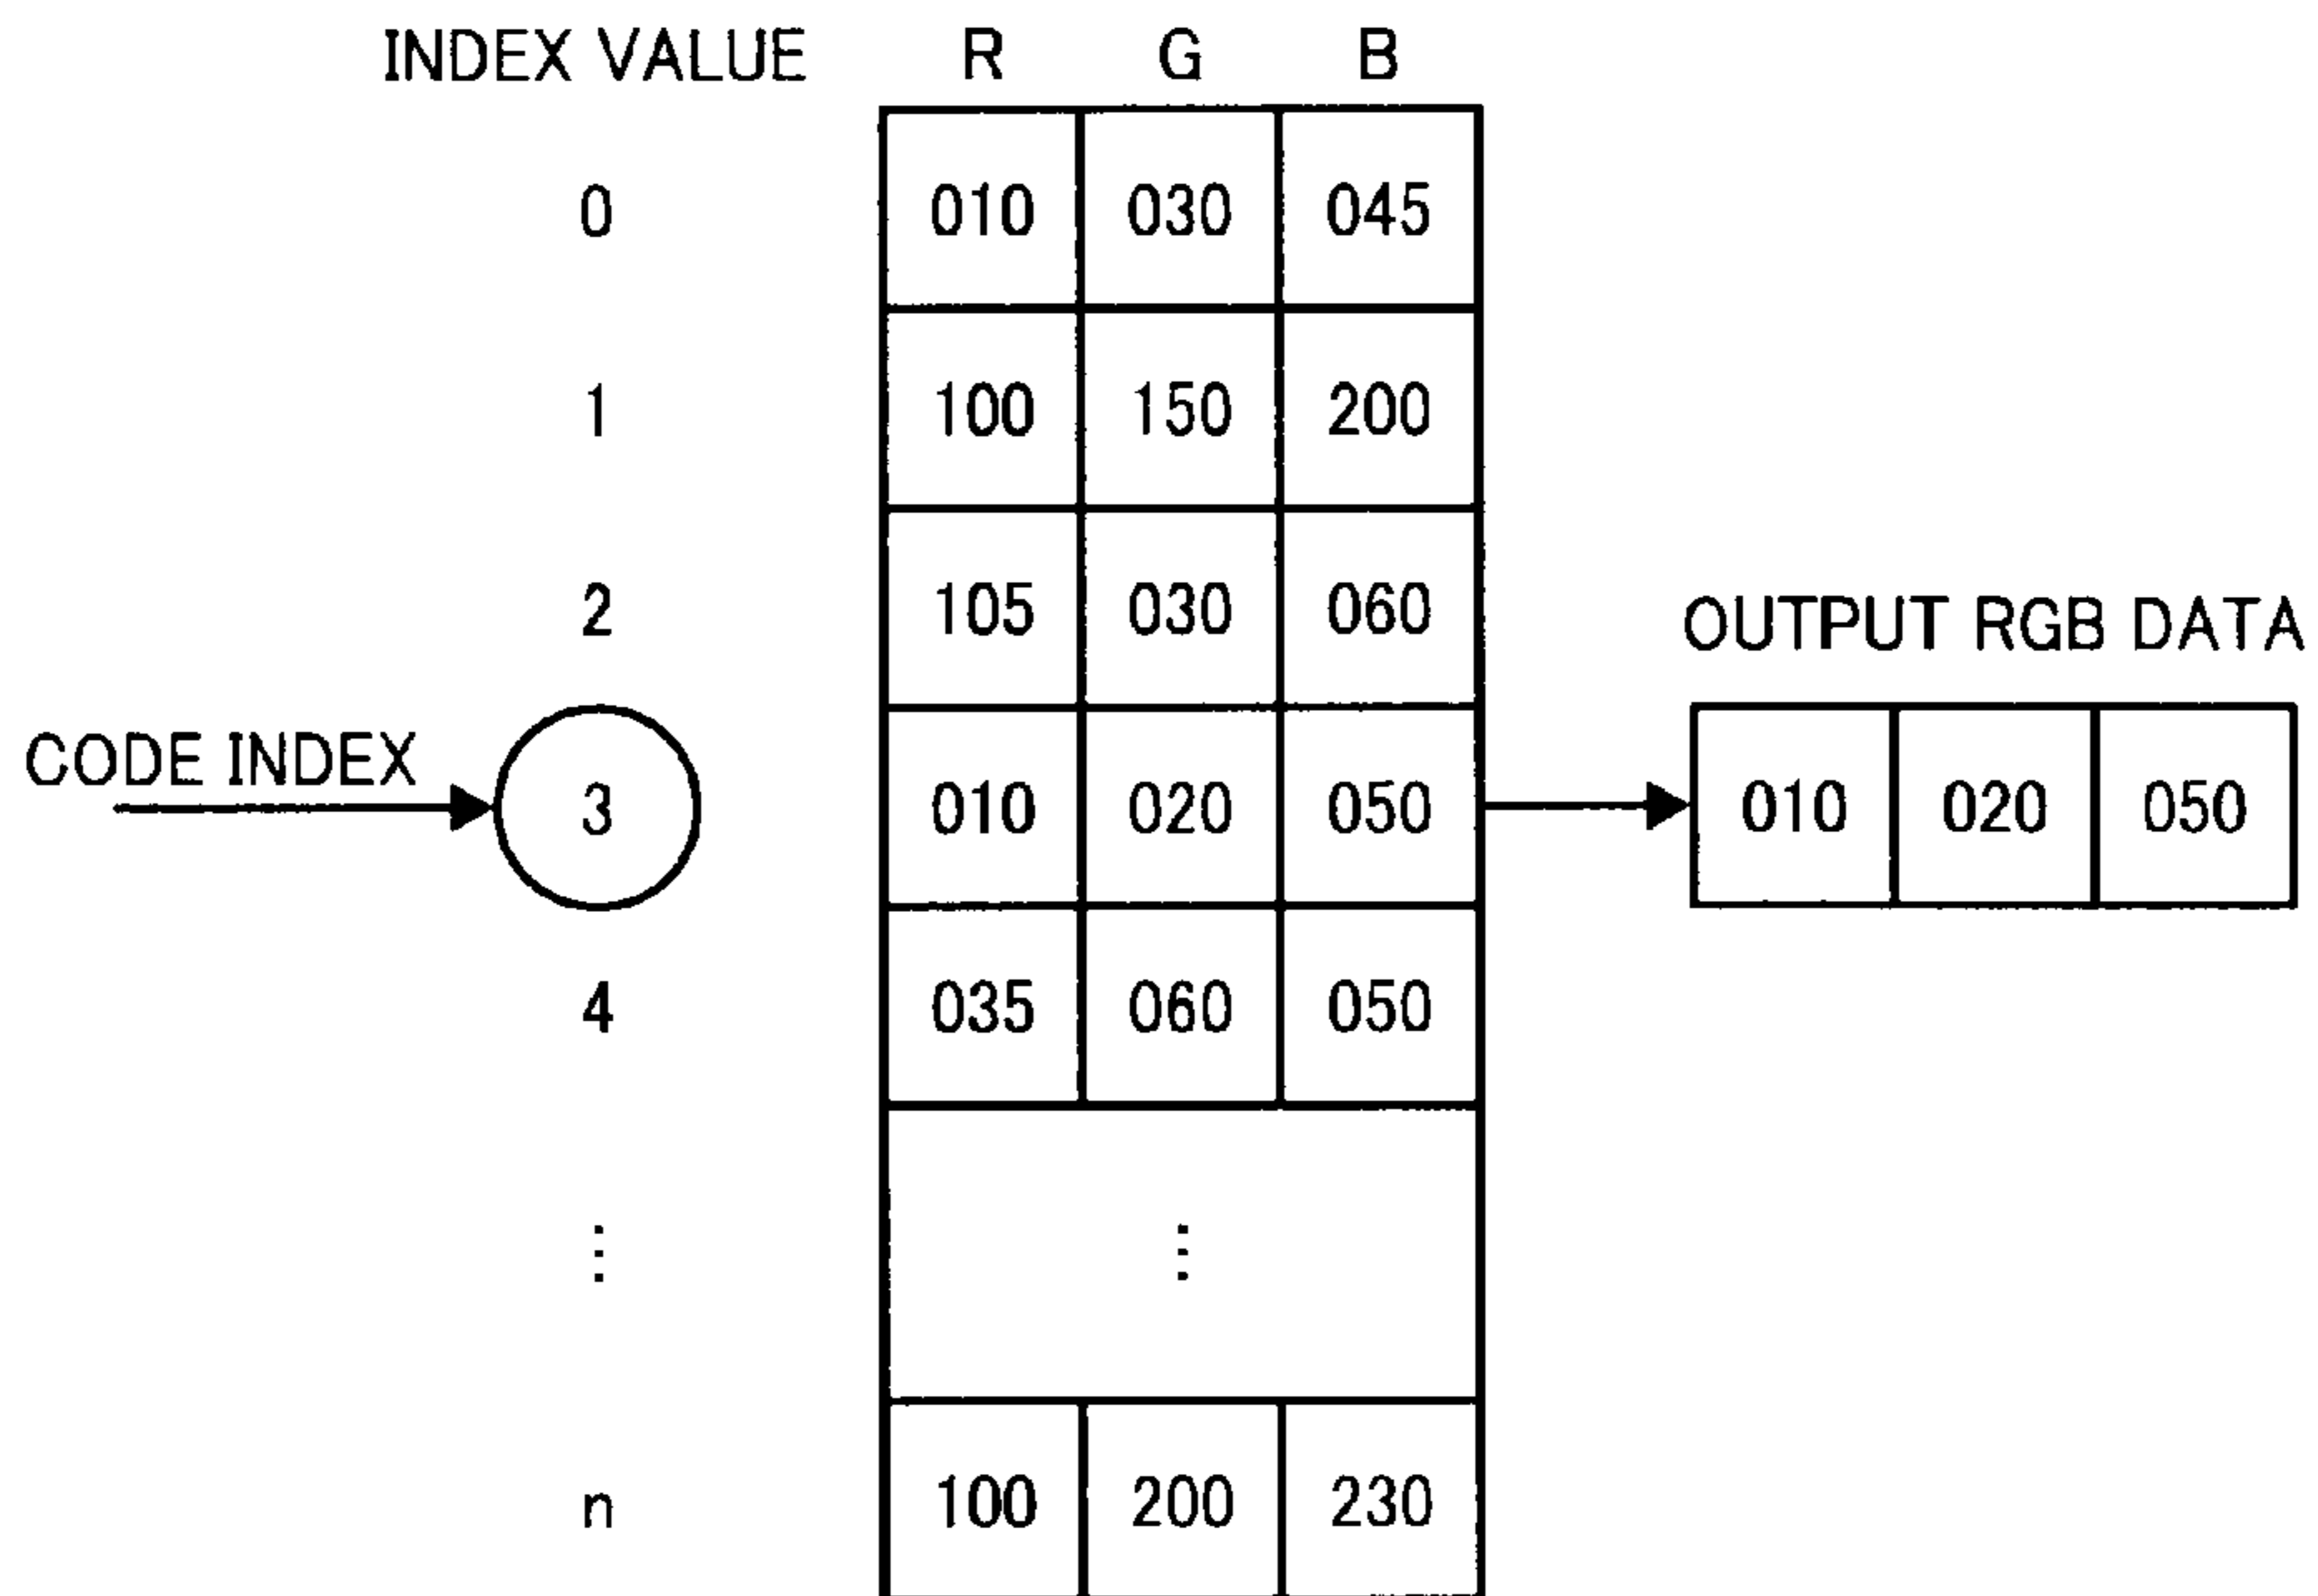 INDEX VALUE R G B
0 010 030 045
1 100 150 200
2 105 030 060
OUTPUT RGB DATA
CODE INDEX 3 010 020 050 010 020 050
4 035 060 050
⋮ ⋮
n 100 200 230